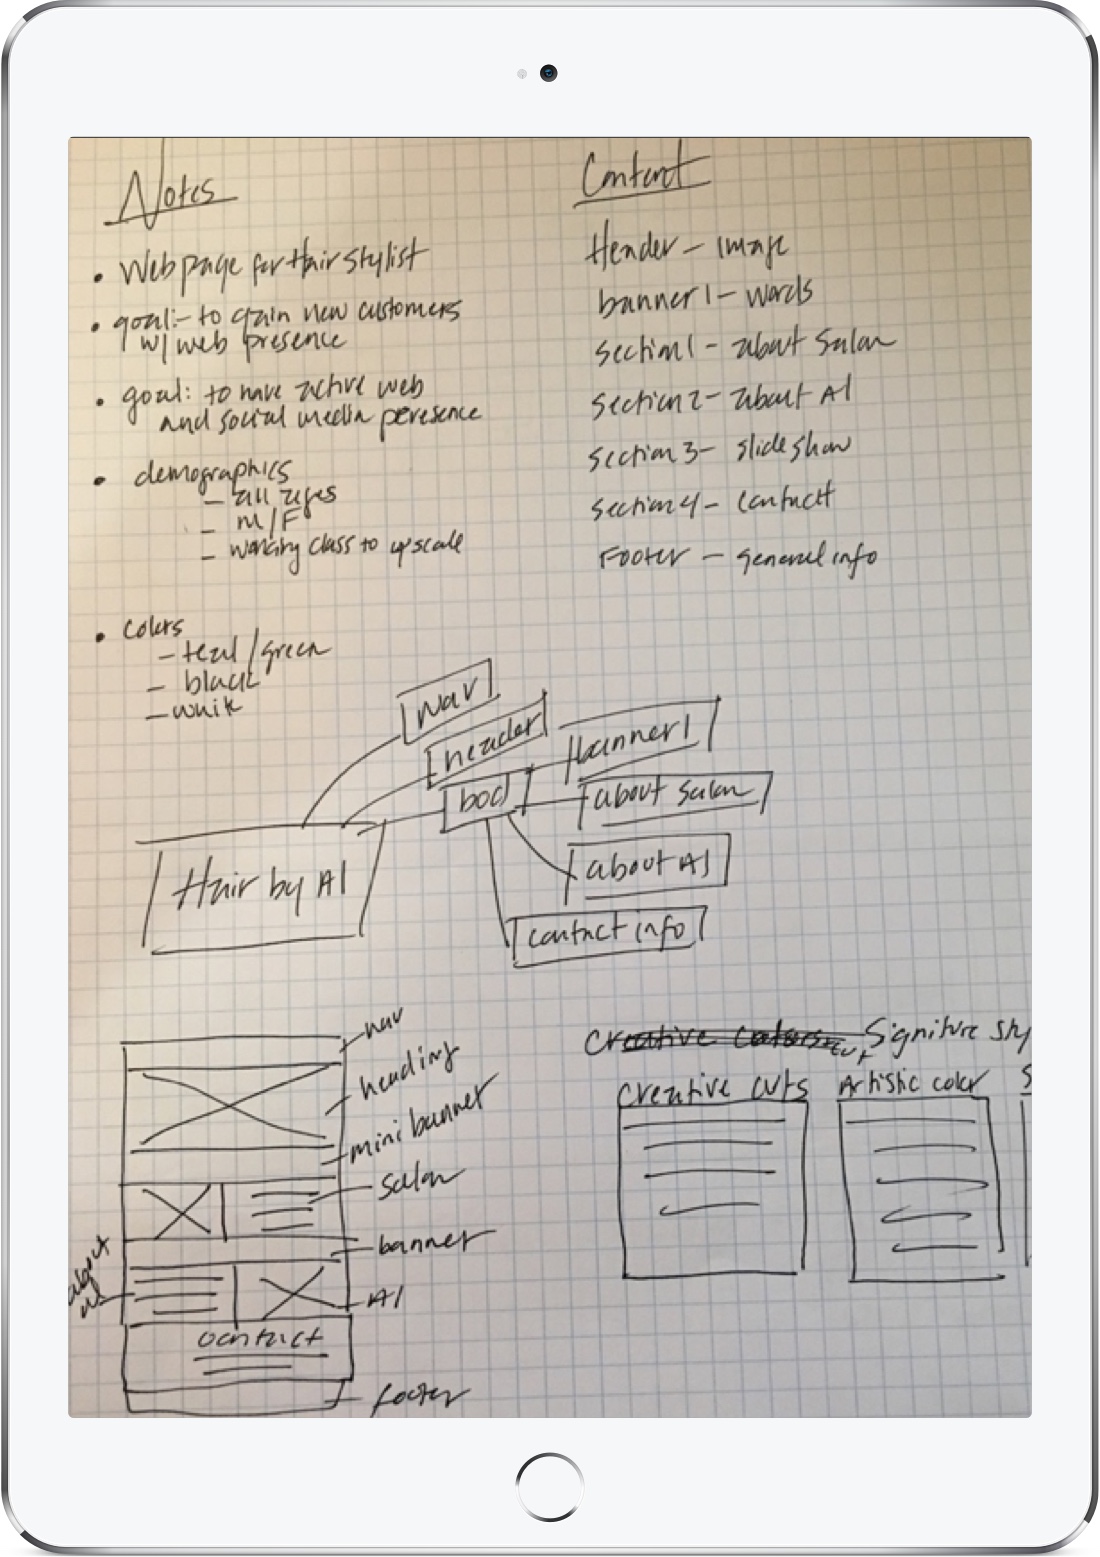 Notes
• Web page for Hair stylist
• goal:- to gain new customers
w/ web presence
• goal: to have active web
and social media peresence
• demographics
- all ages
- M/F
- working class to upscale
• colors
- teal/green
- black
- white
Content
Header - image
banner 1 - words
section 1 - about salon
section 2 - about Al
section 3 - slide show
section 4 - contact
Footer - general info
nav
header
body
banner 1
about salon
about Al
contact info
Hair by Al
nav
heading
mini banner
salon
banner
about
Al
Al
contact
footer
Creative Colors
Signiture sty
Creative cuts
Artistic color
S